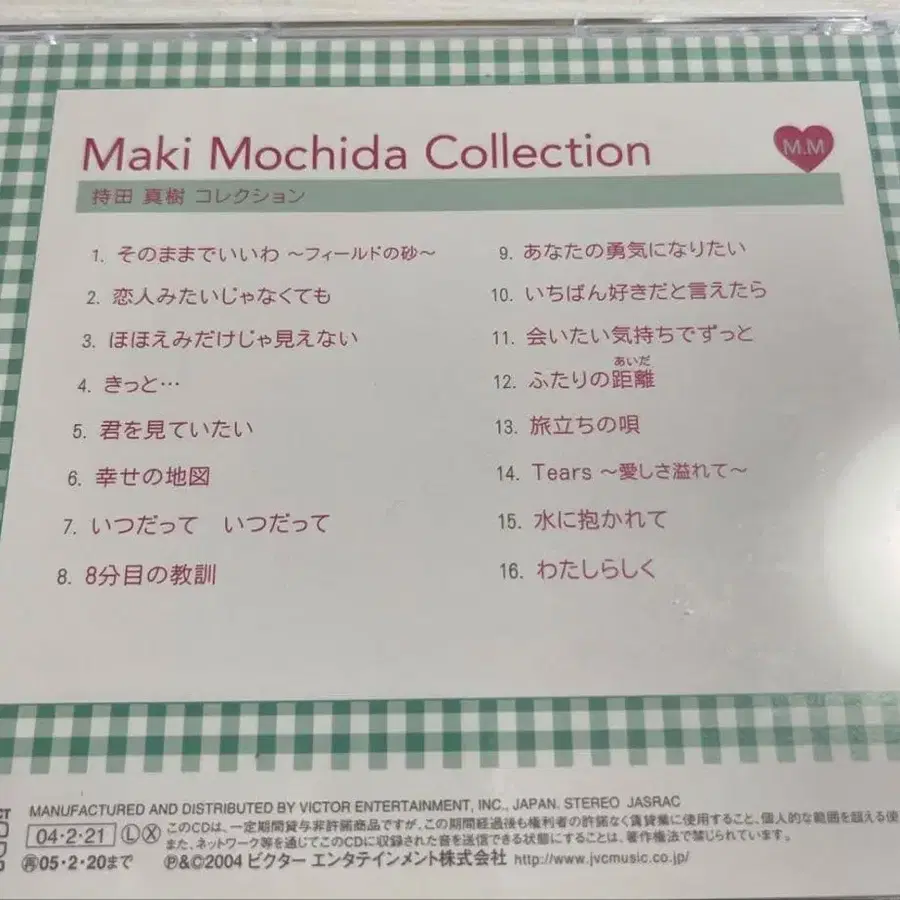 Maki Mochida Collection
M.M
持田 真樹 コレクション
1. そのままでいいわ ～フィールドの砂～
2. 恋人みたいじゃなくても
3. ほほえみだけじゃ見えない
4. きっと…
5. 君を見ていたい
6. 幸せの地図
7. いつだって　いつだって
8. 8分目の教訓
9. あなたの勇気になりたい
10. いちばん好きだと言えたら
11. 会いたい気持ちでずっと
あいだ
12. ふたりの距離
13. 旅立ちの唄
14. Tears ～愛しさ溢れて～
15. 水に抱かれて
16. わたしらしく
MANUFACTURED AND DISTRIBUTED BY VICTOR ENTERTAINMENT, INC., JAPAN. STEREO JASRAC
04・2・21 Ⓛ Ⓧ このCDは、一定期間貸与非許諾商品ですが、この期間経過後も権利者の許諾なく賃貸業に使用すること、個人的な範囲を超える使
また、ネットワーク等を通じてこのCDに収録された音を送信できる状態にすることは、著作権法で禁じられています。
㊢05・2・20まで ℗&©2004 ビクター エンタテインメント株式会社 http://www.jvcmusic.co.jp/